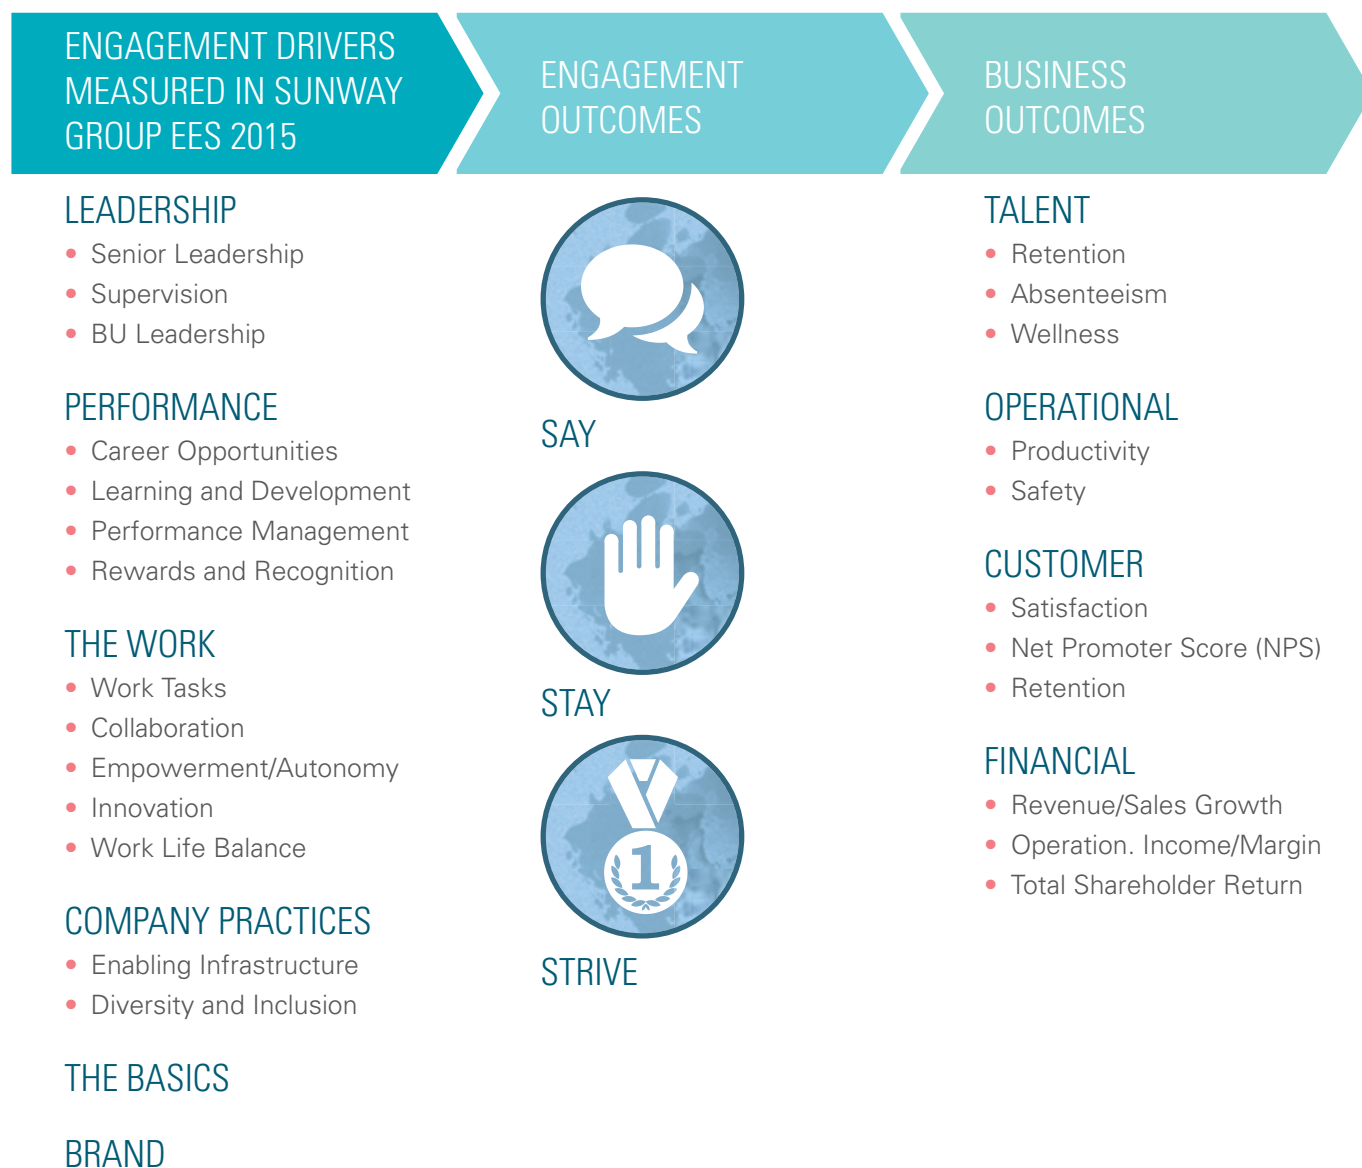 ENGAGEMENT DRIVERS
MEASURED IN SUNWAY
GROUP EES 2015
ENGAGEMENT
OUTCOMES
BUSINESS
OUTCOMES
LEADERSHIP
• Senior Leadership
• Supervision
• BU Leadership
PERFORMANCE
• Career Opportunities
• Learning and Development
• Performance Management
• Rewards and Recognition
THE WORK
• Work Tasks
• Collaboration
• Empowerment/Autonomy
• Innovation
• Work Life Balance
COMPANY PRACTICES
• Enabling Infrastructure
• Diversity and Inclusion
THE BASICS
BRAND
SAY
STAY
1
STRIVE
TALENT
• Retention
• Absenteeism
• Wellness
OPERATIONAL
• Productivity
• Safety
CUSTOMER
• Satisfaction
• Net Promoter Score (NPS)
• Retention
FINANCIAL
• Revenue/Sales Growth
• Operation. Income/Margin
• Total Shareholder Return